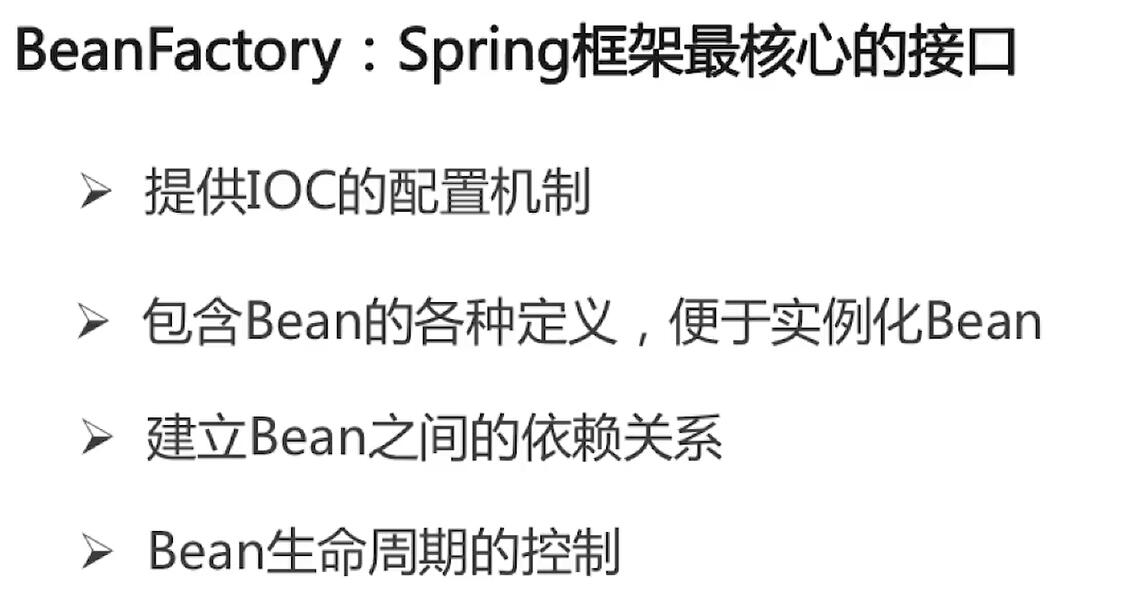 BeanFactory：Spring框架最核心的接口
➢ 提供IOC的配置机制
➢ 包含Bean的各种定义，便于实例化Bean
➢ 建立Bean之间的依赖关系
➢ Bean生命周期的控制